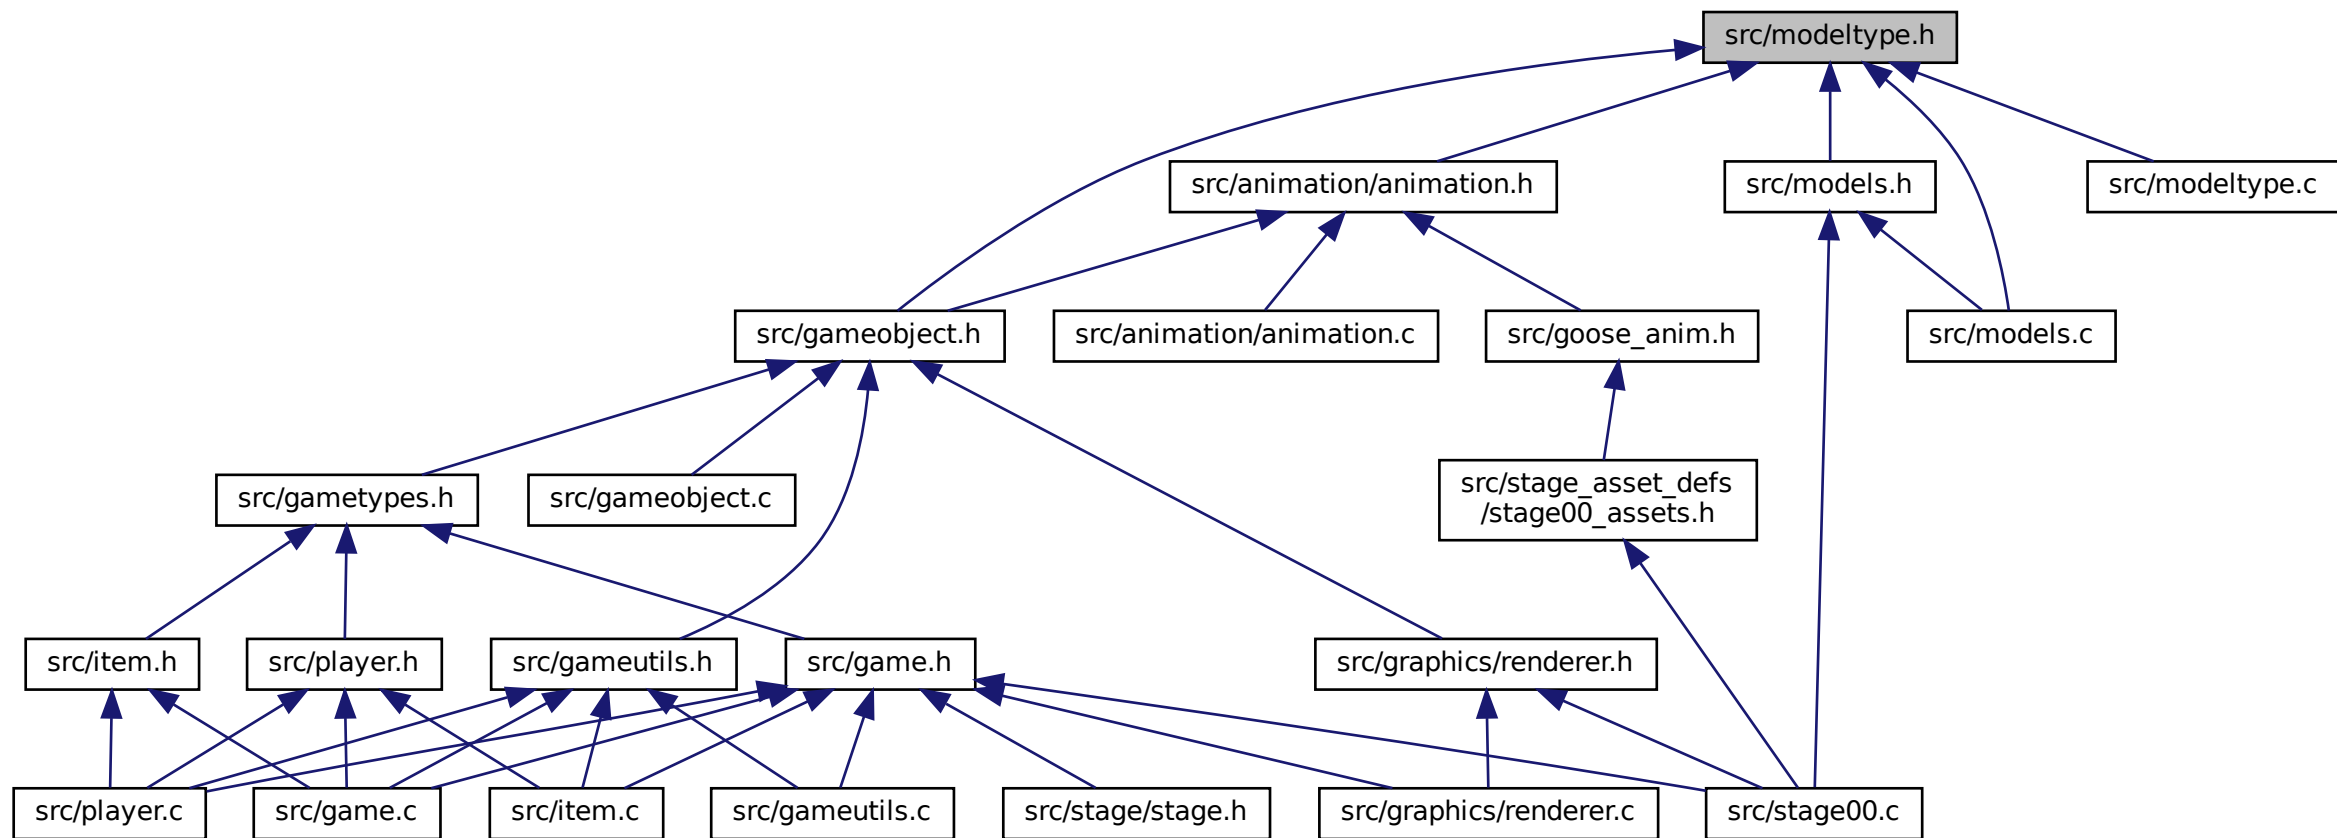 src/modeltype.h
src/animation/animation.h
src/models.h
src/modeltype.c
src/gameobject.h
src/animation/animation.c
src/goose_anim.h
src/models.c
src/gametypes.h
src/gameobject.c
src/stage_asset_defs
/stage00_assets.h
src/item.h
src/player.h
src/gameutils.h
src/game.h
src/graphics/renderer.h
src/player.c
src/game.c
src/item.c
src/gameutils.c
src/stage/stage.h
src/graphics/renderer.c
src/stage00.c